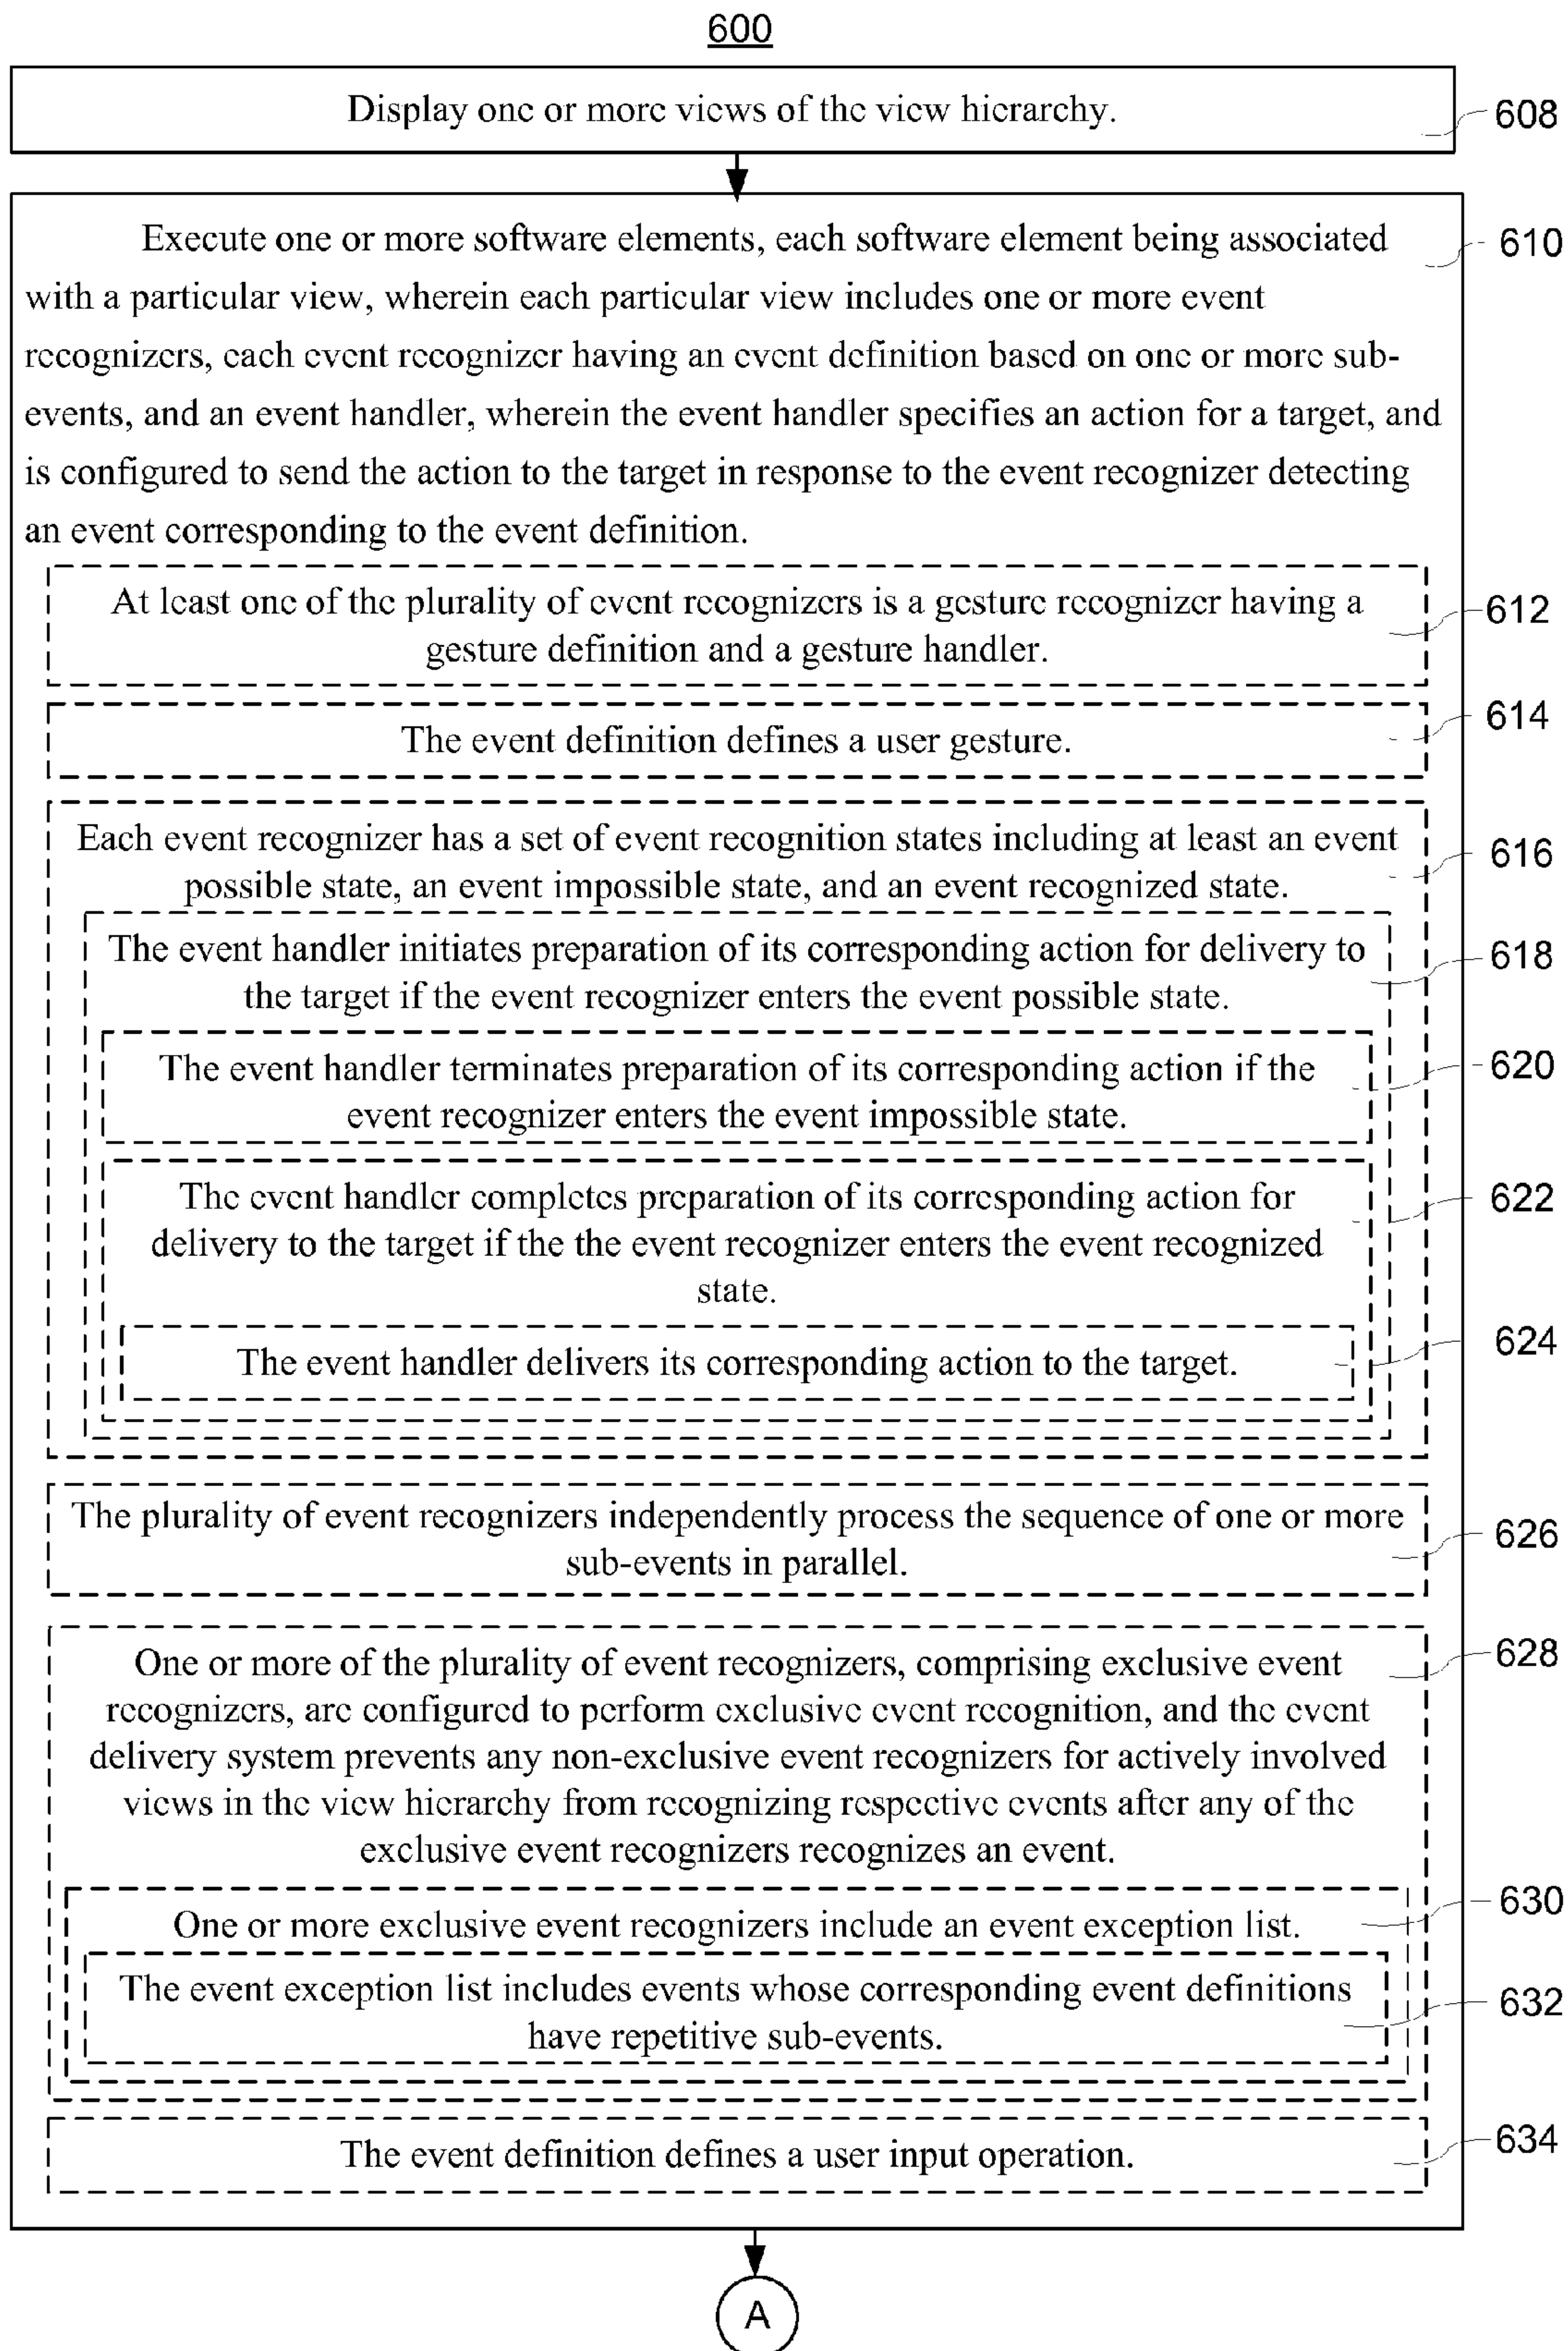 600
Display one or more views of the view hierarchy.
608
Execute one or more software elements, each software element being associated
610
with a particular view, wherein each particular view includes one or more event
recognizers, each event recognizer having an event definition based on one or more sub-
events, and an event handler, wherein the event handler specifies an action for a target, and
is configured to send the action to the target in response to the event recognizer detecting
an event corresponding to the event definition.
At least one of the plurality of event recognizers is a gesture recognizer having a
612
gesture definition and a gesture handler.
614
The event definition defines a user gesture.
Each event recognizer has a set of event recognition states including at least an event
616
possible state, an event impossible state, and an event recognized state.
The event handler initiates preparation of its corresponding action for delivery to
618
the target if the event recognizer enters the event possible state.
The event handler terminates preparation of its corresponding action if the
620
event recognizer enters the event impossible state.
The event handler completes preparation of its corresponding action for
622
delivery to the target if the the event recognizer enters the event recognized
state.
624
The event handler delivers its corresponding action to the target.
The plurality of event recognizers independently process the sequence of one or more
626
sub-events in parallel.
One or more of the plurality of event recognizers, comprising exclusive event
628
recognizers, are configured to perform exclusive event recognition, and the event
delivery system prevents any non-exclusive event recognizers for actively involved
views in the view hierarchy from recognizing respective events after any of the
exclusive event recognizers recognizes an event.
630
One or more exclusive event recognizers include an event exception list.
The event exception list includes events whose corresponding event definitions
632
have repetitive sub-events.
634
The event definition defines a user input operation.
A